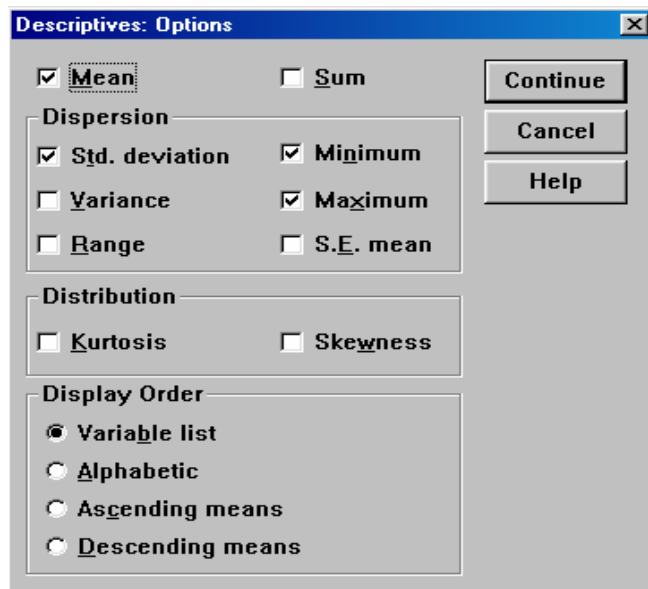 Descriptives: Options
Mean
Sum
Continue
Cancel
Help
Dispersion
Std. deviation
Minimum
Variance
Maximum
Range
S.E. mean
Distribution
Kurtosis
Skewness
Display Order
Variable list
Alphabetic
Ascending means
Descending means